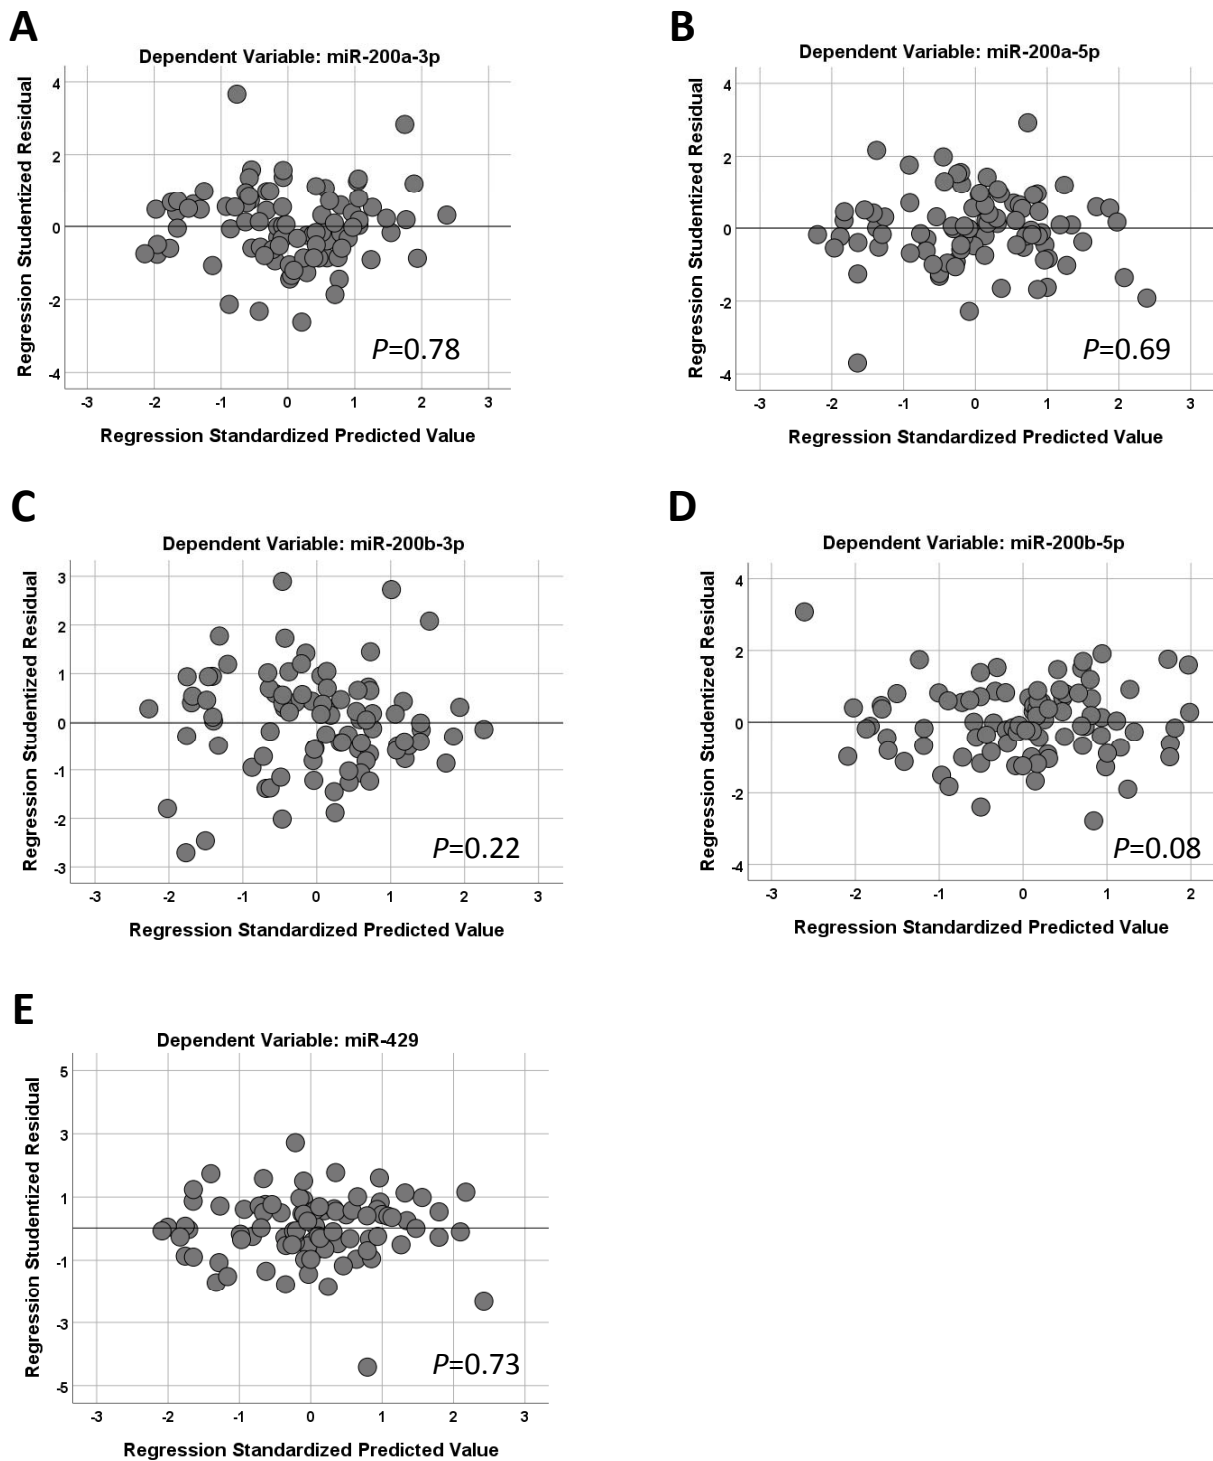 A
Dependent Variable: miR-200a-3p
Regression Studentized Residual
4
2
0
-2
-4
P=0.78
-3
-2
-1
0
1
2
3
Regression Standardized Predicted Value
B
Dependent Variable: miR-200a-5p
Regression Studentized Residual
4
2
0
-2
-4
P=0.69
-3
-2
-1
0
1
2
3
Regression Standardized Predicted Value
C
Dependent Variable: miR-200b-3p
Regression Studentized Residual
3
2
1
0
-1
-2
-3
P=0.22
-3
-2
-1
0
1
2
3
Regression Standardized Predicted Value
D
Dependent Variable: miR-200b-5p
Regression Studentized Residual
4
2
0
-2
-4
P=0.08
-3
-2
-1
0
1
2
Regression Standardized Predicted Value
E
Dependent Variable: miR-429
Regression Studentized Residual
5
3
1
-1
-3
-5
P=0.73
-3
-2
-1
0
1
2
3
Regression Standardized Predicted Value